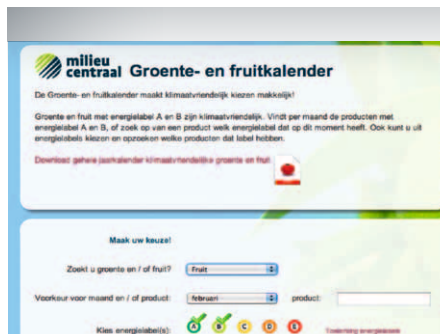 milieu
centraal Groente- en fruitkalender
De Groente- en fruitkalender maakt klimaatvriendelijk kiezen makkelijk!
Groente en fruit met energielabel A en B zijn klimaatvriendelijk. Vindt per maand de producten met
energielabel A en B, of zoek op van een product welk energielabel dat op dit moment heeft. Ook kunt u uit
energielabels kiezen en opzoeken welke producten dat label hebben.
Download gehele jaarkalender klimaatvriendelijke groente en fruit
Maak uw keuze!
Zoekt u groente en / of fruit? Fruit
Voorkeur voor maand en / of product: februari product:
Kies energielabel(s): A B C D E Toelichting energielabels